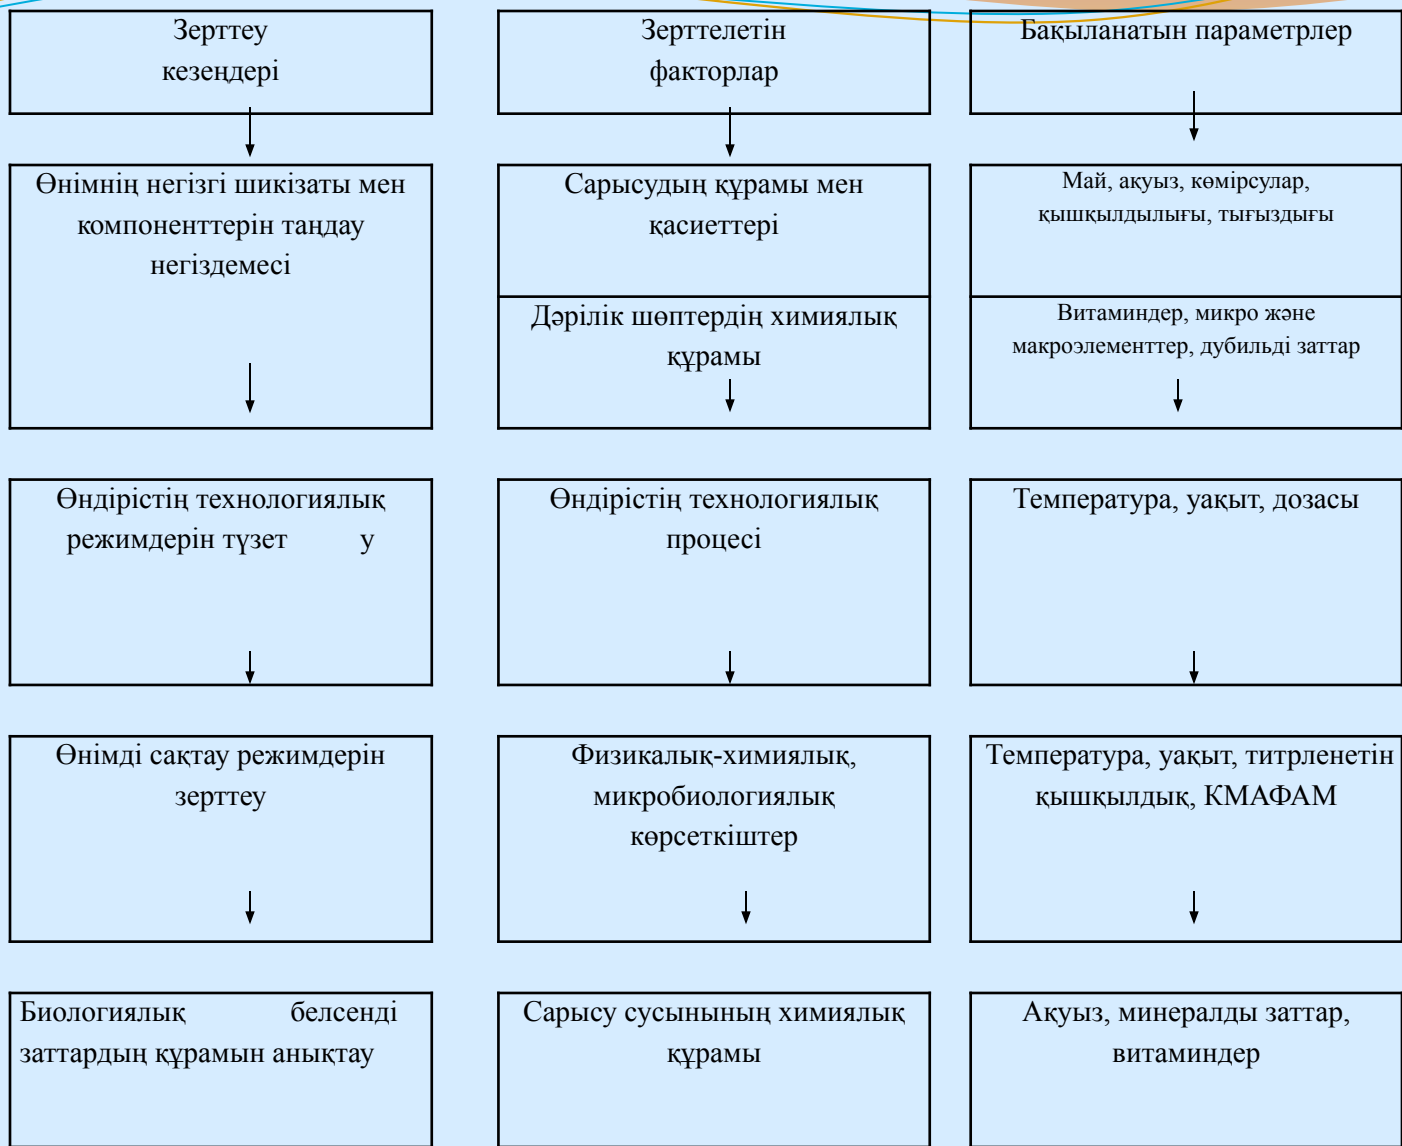 Зерттеу
кезеңдері
Зерттелетін
факторлар
Бақыланатын параметрлер
Өнімнің негізгі шикізаты мен
компоненттерін таңдау
негіздемесі
Сарысудың құрамы мен
қасиеттері
Май, ақуыз, көмірсулар,
қышқылдылығы, тығыздығы
Дәрілік шөптердің химиялық
құрамы
Витаминдер, микро және
макроэлементтер, дубильді заттар
Өндірістің технологиялық
режимдерін түзет у
Өндірістің технологиялық
процесі
Температура, уақыт, дозасы
Өнімді сақтау режимдерін
зерттеу
Физикалық-химиялық,
микробиологиялық
көрсеткіштер
Температура, уақыт, титрленетін
қышқылдық, КМАФАМ
Биологиялық белсенді
заттардың құрамын анықтау
Сарысу сусынының химиялық
құрамы
Ақуыз, минералды заттар,
витаминдер